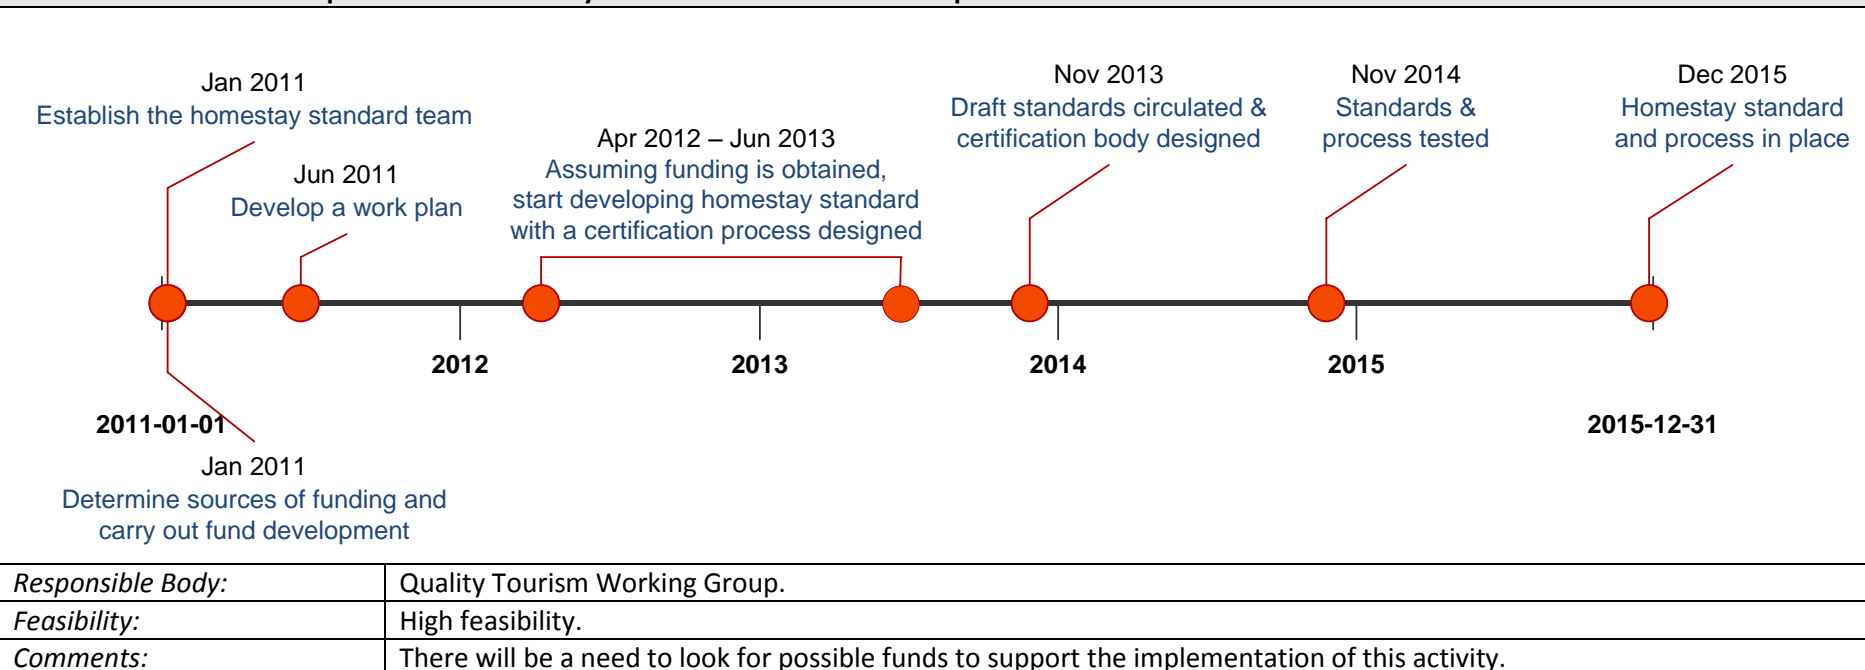 Jan 2011
Establish the homestay standard team
Jun 2011
Develop a work plan
Apr 2012 – Jun 2013
Assuming funding is obtained,
start developing homestay standard
with a certification process designed
Nov 2013
Draft standards circulated &
certification body designed
Nov 2014
Standards &
process tested
Dec 2015
Homestay standard
and process in place
2012
2013
2014
2015
2011-01-01
2015-12-31
Jan 2011
Determine sources of funding and
carry out fund development
Responsible Body: Quality Tourism Working Group.
Feasibility: High feasibility.
Comments: There will be a need to look for possible funds to support the implementation of this activity.